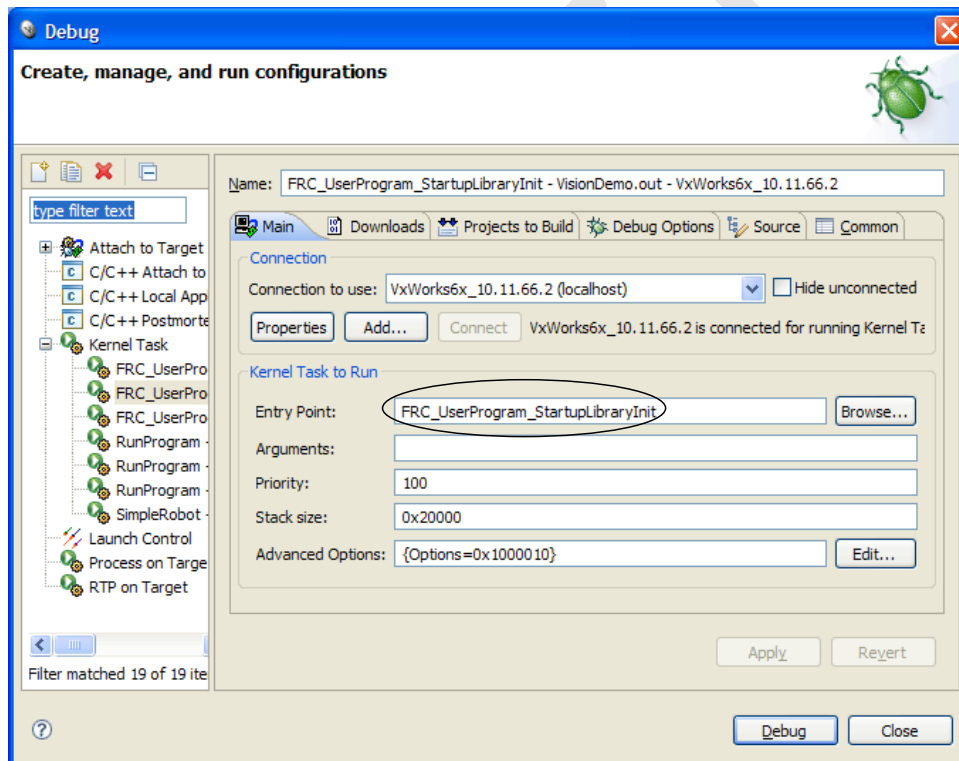 Debug
Create, manage, and run configurations
type filter text
Attach to Target
C/C++ Attach to
C/C++ Local Appl
C/C++ Postmorte
Kernel Task
FRC_UserPro
FRC_UserPro
FRC_UserPro
RunProgram -
RunProgram -
RunProgram -
SimpleRobot -
Launch Control
Process on Targe
RTP on Target
Filter matched 19 of 19 ite
Name: FRC_UserProgram_StartupLibraryInit - VisionDemo.out - VxWorks6x_10.11.66.2
Main Downloads Projects to Build Debug Options Source Common
Connection
Connection to use: VxWorks6x_10.11.66.2 (localhost) Hide unconnected
Properties Add... Connect VxWorks6x_10.11.66.2 is connected for running Kernel Ta
Kernel Task to Run
Entry Point: FRC_UserProgram_StartupLibraryInit Browse...
Arguments:
Priority: 100
Stack size: 0x20000
Advanced Options: {Options=0x1000010} Edit...
Apply Revert
? Debug Close